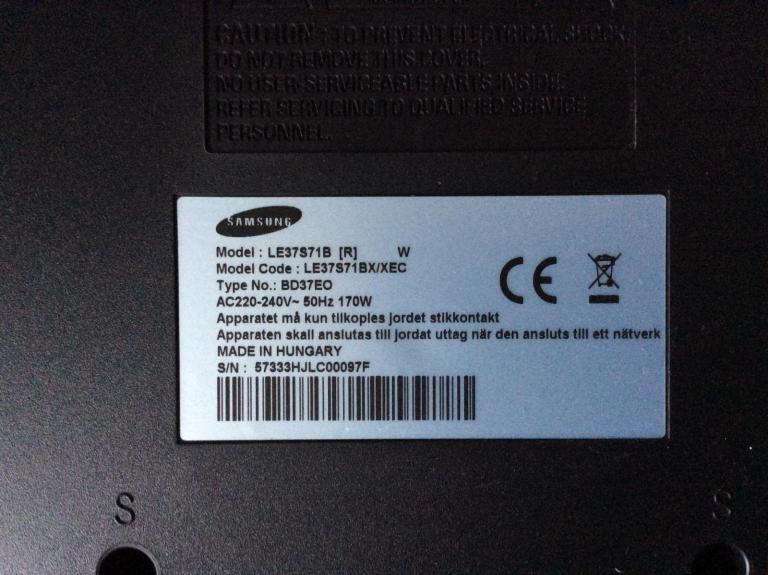 CAUTION : TO PREVENT ELECTRICAL SHOCK,
DO NOT REMOVE THIS COVER.
NO USER-SERVICEABLE PARTS INSIDE.
REFER SERVICING TO QUALIFIED SERVICE
PERSONNEL.
SAMSUNG
Model : LE37S71B [R] W
Model Code : LE37S71BX/XEC
Type No.: BD37EO
AC220-240V~ 50Hz 170W
Apparatet må kun tilkoples jordet stikkontakt
Apparaten skall anslutas till jordat uttag när den ansluts till ett nätverk
MADE IN HUNGARY
S/N : 57333HJLC00097F
CE
S S